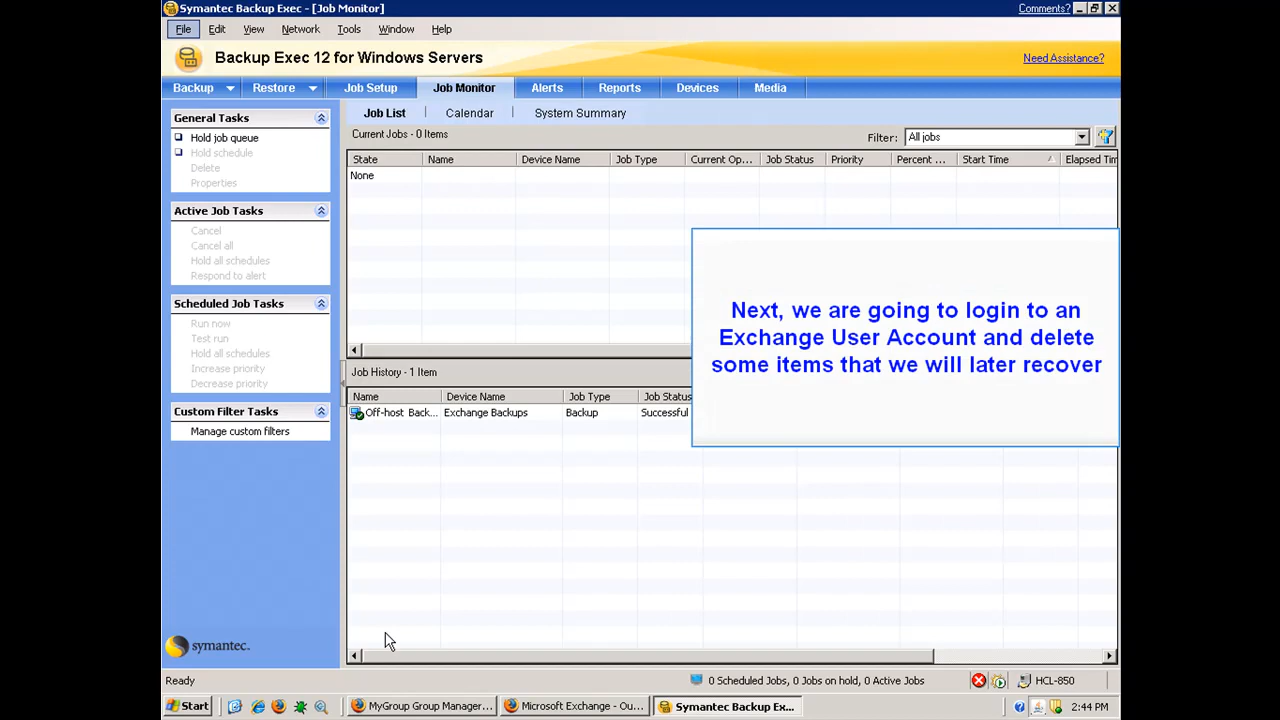 Symantec Backup Exec - [Job Monitor]
Comments?
File Edit View Network Tools Window Help
Backup Exec 12 for Windows Servers
Need Assistance?
Backup Restore Job Setup Job Monitor Alerts Reports Devices Media
General Tasks
Hold job queue
Hold schedule
Delete
Properties
Active Job Tasks
Cancel
Cancel all
Hold all schedules
Respond to alert
Scheduled Job Tasks
Run now
Test run
Hold all schedules
Increase priority
Decrease priority
Custom Filter Tasks
Manage custom filters
symantec.
Job List Calendar System Summary
Current Jobs - 0 Items
Filter: All jobs
State Name Device Name Job Type Current Op... Job Status Priority Percent ... Start Time Elapsed Tim
None
Next, we are going to login to an
Exchange User Account and delete
some items that we will later recover
Job History - 1 Item
Name Device Name Job Type Job Status
Off-host Back... Exchange Backups Backup Successful
Ready
0 Scheduled Jobs, 0 Jobs on hold, 0 Active Jobs
HCL-850
Start
MyGroup Group Manager...
Microsoft Exchange - Ou...
Symantec Backup Ex...
2:44 PM